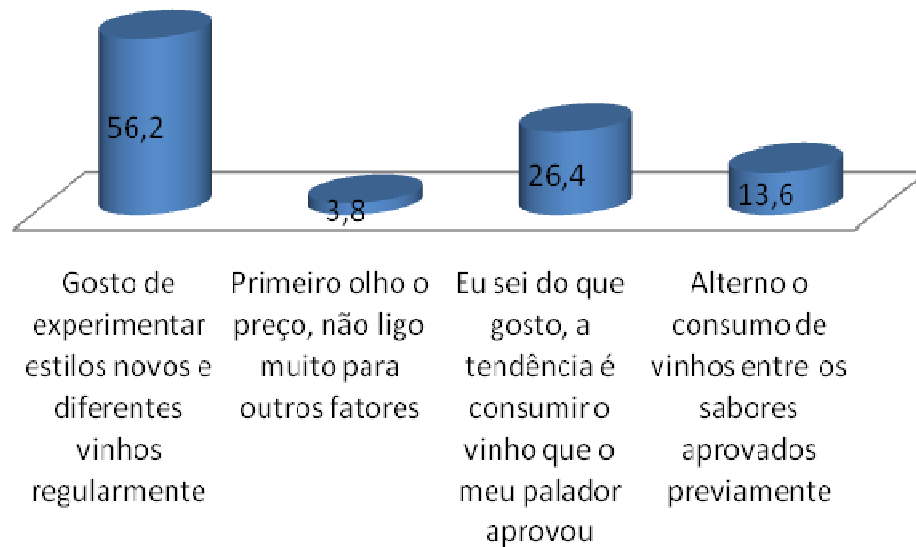 56,2
3,8
26,4
13,6
Gosto de
experimentar
estilos novos e
diferentes
vinhos
regularmente
Primeiro olho o
preço, não ligo
muito para
outros fatores
Eu sei do que
gosto, a
tendência é
consumir o
vinho que o
meu palador
aprovou
Alterno o
consumo de
vinhos entre os
sabores
aprovados
previamente